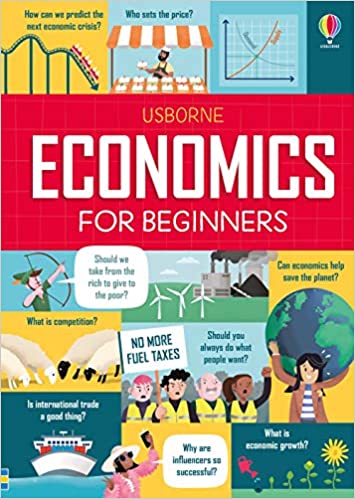 How can we predict the
next economic crisis?
Who sets the price?
USBORNE
ECONOMICS
FOR BEGINNERS
Should we
take from the
rich to give to
the poor?
Can economics help
save the planet?
What is competition?
NO MORE
FUEL TAXES
Should you
always do what
people want?
Is international trade
a good thing?
Why are
influencers so
successful?
What is
economic growth?